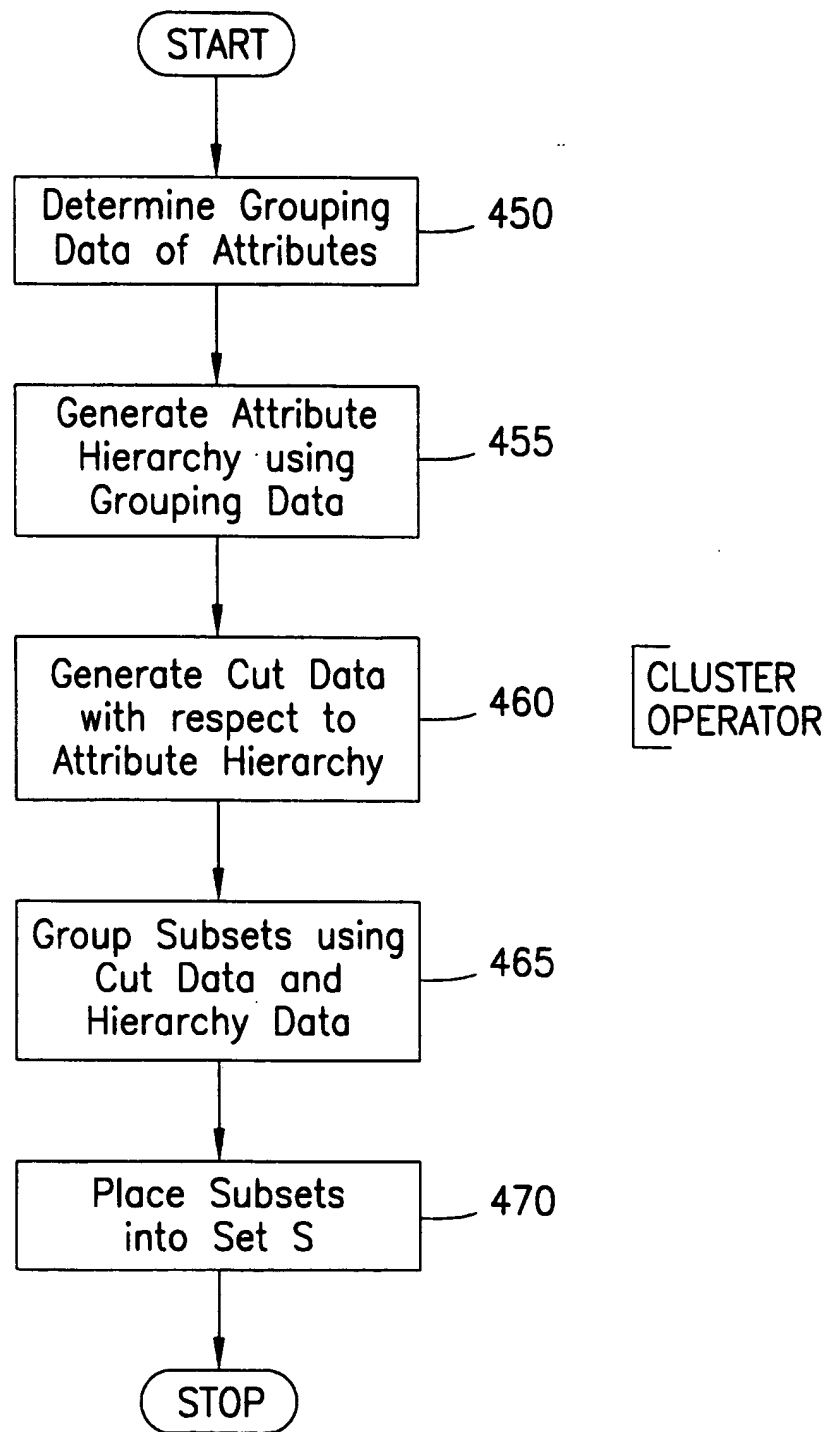 START
Determine Grouping
Data of Attributes
450
Generate Attribute
Hierarchy using
Grouping Data
455
Generate Cut Data
with respect to
Attribute Hierarchy
460
CLUSTER
OPERATOR
Group Subsets using
Cut Data and
Hierarchy Data
465
Place Subsets
into Set S
470
STOP